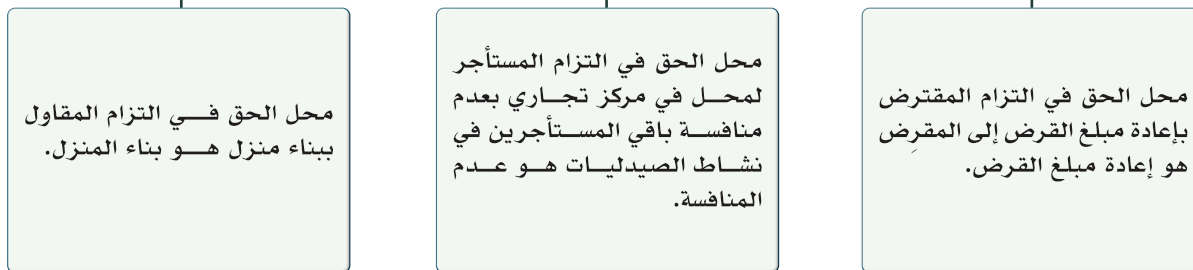 محل الحق في التزام المقترض
بإعادة مبلغ القرض إلى المقرِض
هو إعادة مبلغ القرض.
محل الحق في التزام المستأجر
لمحل في مركز تجاري بعدم
منافسة باقي المستأجرين في
نشاط الصيدليات هو عدم
المنافسة.
محل الحق في التزام المقاول
ببناء منزل هو بناء المنزل.